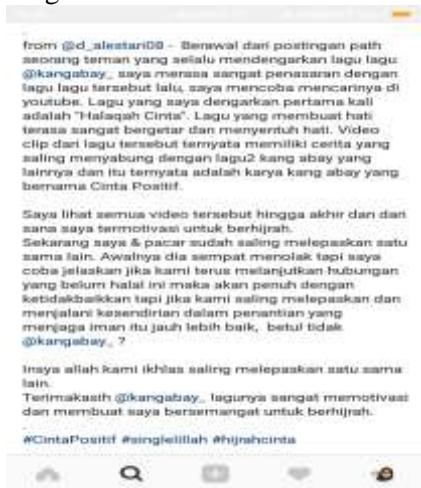 from @d_alestari08 - Berawal dari postingan path
seorang teman yang selalu mendengarkan lagu lagu
@kangabay_ saya merasa sangat penasaran dengan
lagu lagu tersebut lalu, saya mencoba mencarinya di
youtube. Lagu yang saya dengarkan pertama kali
adalah "Halaqah Cinta". Lagu yang membuat hati
terasa sangat bergetar dan menyentuh hati. Video
clip dari lagu tersebut ternyata memiliki cerita yang
saling menyabung dengan lagu2 kang abay yang
lainnya dan itu ternyata adalah karya kang abay yang
bernama Cinta Positif.
Saya lihat semua video tersebut hingga akhir dan dari
sana saya termotivasi untuk berhijrah.
Sekarang saya & pacar sudah saling melepaskan satu
sama lain. Awalnya dia sempat menolak tapi saya
coba jelaskan jika kami terus melanjutkan hubungan
yang belum halal ini maka akan penuh dengan
ketidakbaikkan tapi jika kami saling melepaskan dan
menjalani kesendirian dalam penantian yang
menjaga iman itu jauh lebih baik, betul tidak
@kangabay_ ?
Insya allah kami ikhlas saling melepaskan satu sama
lain.
Terimakasih @kangabay_ lagunya sangat memotivasi
dan membuat saya bersemangat untuk berhijrah.
#CintaPositif #singlelillah #hijrahcinta